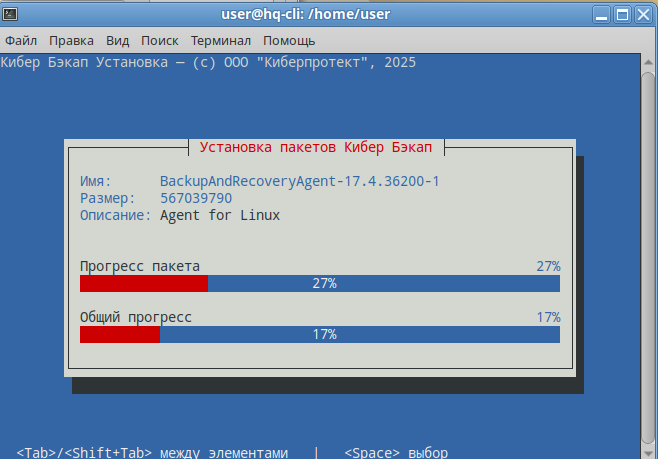 user@hq-cli: /home/user
Файл Правка Вид Поиск Терминал Помощь
Кибер Бэкап Установка — (c) ООО "Киберпротект", 2025
Установка пакетов Кибер Бэкап
Имя: BackupAndRecoveryAgent-17.4.36200-1
Размер: 567039790
Описание: Agent for Linux
Прогресс пакета 27%
27%
Общий прогресс 17%
17%
<Tab>/<Shift+Tab> между элементами | <Space> выбор